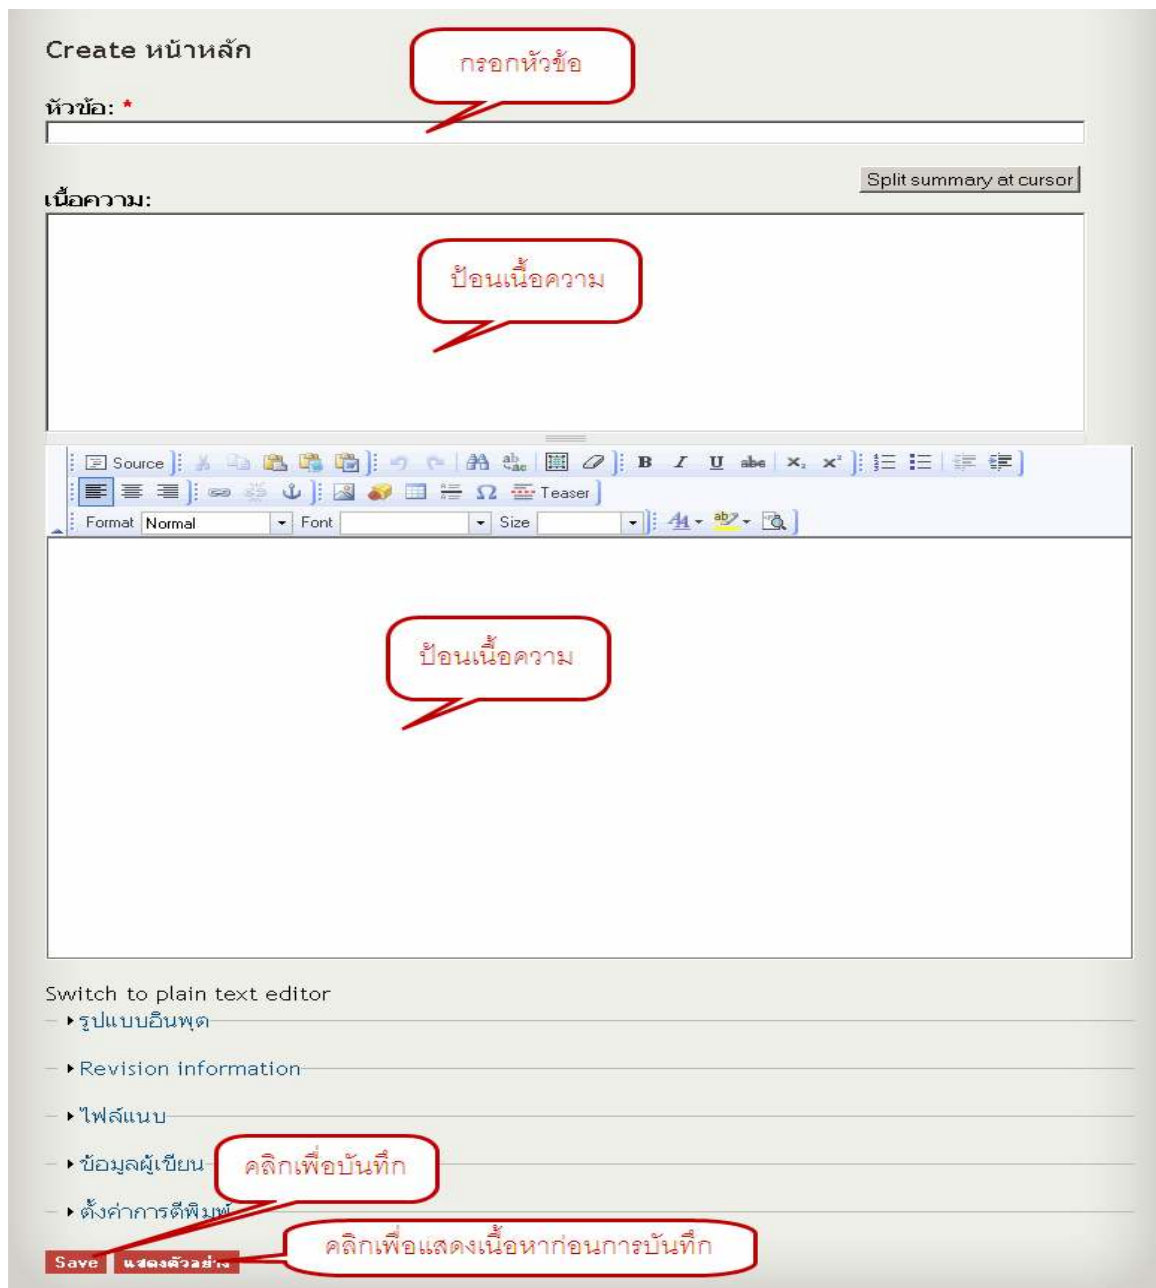 Create หน้าหลัก
กรอกหัวข้อ
หัวข้อ: *
Split summary at cursor
เนื้อความ:
ป้อนเนื้อความ
Source
B I U abc x₂ x²
Teaser
Format Normal Font Size
ป้อนเนื้อความ
Switch to plain text editor
รูปแบบอินพุต
Revision information
ไฟล์แนบ
ข้อมูลผู้เขียน
คลิกเพื่อบันทึก
ตั้งค่าการตีพิมพ์
คลิกเพื่อแสดงเนื้อหาก่อนการบันทึก
Save แสดงตัวอย่าง